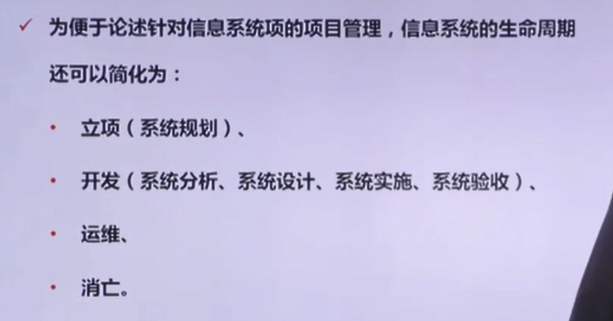 为便于论述针对信息系统项的项目管理，信息系统的生命周期
还可以简化为：
立项（系统规划）、
开发（系统分析、系统设计、系统实施、系统验收）、
运维、
消亡。